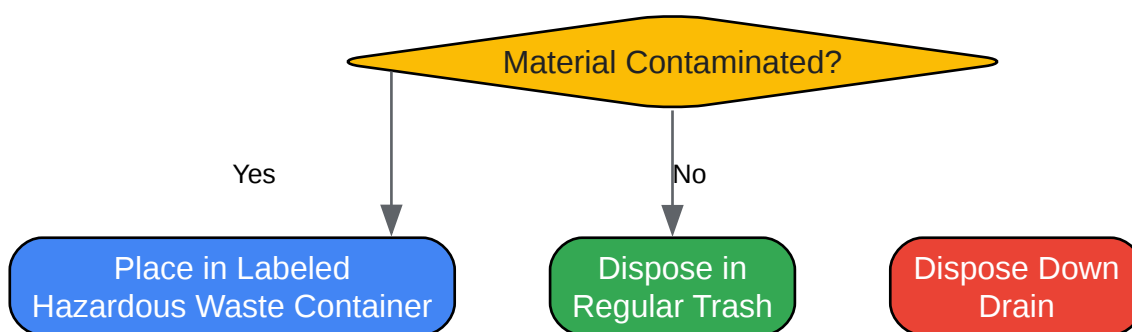 Material Contaminated?
Yes
No
Place in Labeled
Hazardous Waste Container
Dispose in
Regular Trash
Dispose Down
Drain